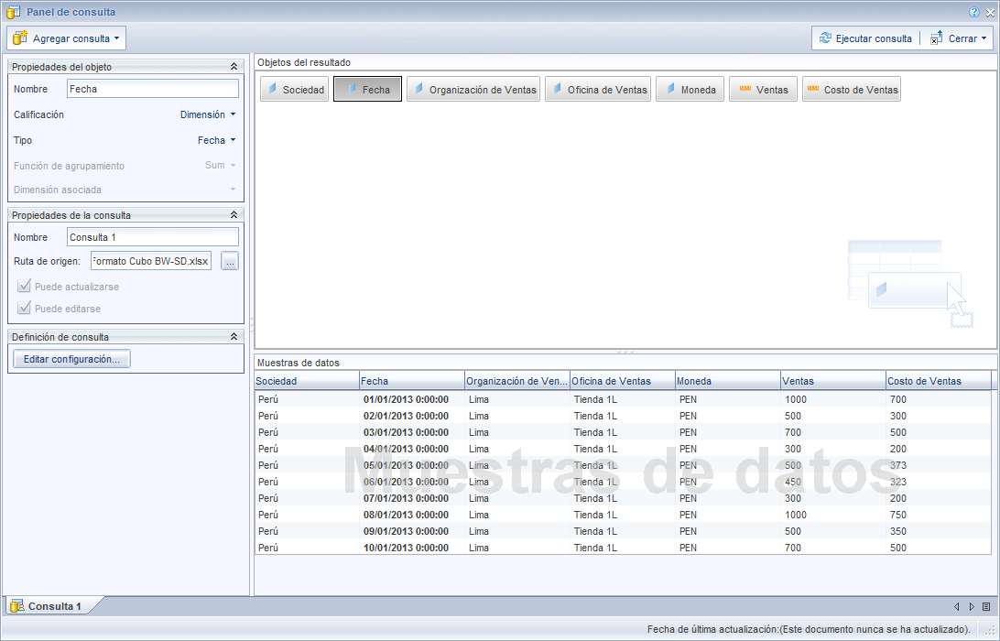 Panel de consulta
Agregar consulta
Ejecutar consulta
Cerrar
Propiedades del objeto
Nombre Fecha
Calificación Dimensión
Tipo Fecha
Función de agrupamiento Sum
Dimensión asociada
Propiedades de la consulta
Nombre Consulta 1
Ruta de origen: Formato Cubo BW-SD.xlsx ...
Puede actualizarse
Puede editarse
Definición de consulta
Editar configuración...
Objetos del resultado
Sociedad Fecha Organización de Ventas Oficina de Ventas Moneda Ventas Costo de Ventas
Muestras de datos
Sociedad Fecha Organización de Ven... Oficina de Ventas Moneda Ventas Costo de Ventas
Perú 01/01/2013 0:00:00 Lima Tienda 1L PEN 1000 700
Perú 02/01/2013 0:00:00 Lima Tienda 1L PEN 500 300
Perú 03/01/2013 0:00:00 Lima Tienda 1L PEN 700 500
Perú 04/01/2013 0:00:00 Lima Tienda 1L PEN 300 200
Perú 05/01/2013 0:00:00 Lima Tienda 1L PEN 500 373
Perú 06/01/2013 0:00:00 Lima Tienda 1L PEN 450 323
Perú 07/01/2013 0:00:00 Lima Tienda 1L PEN 300 200
Perú 08/01/2013 0:00:00 Lima Tienda 1L PEN 1000 750
Perú 09/01/2013 0:00:00 Lima Tienda 1L PEN 500 350
Perú 10/01/2013 0:00:00 Lima Tienda 1L PEN 700 500
Muestras de datos
Consulta 1
Fecha de última actualización:(Este documento nunca se ha actualizado).